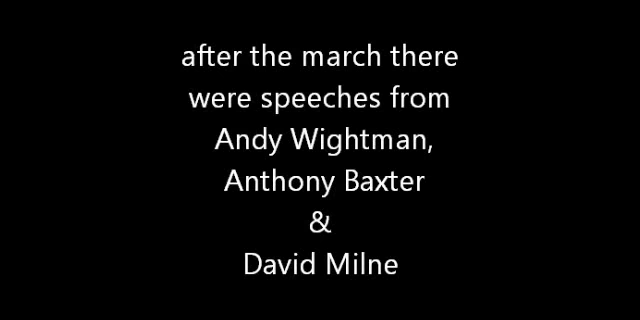 after the march there
were speeches from
Andy Wightman,
Anthony Baxter
&
David Milne